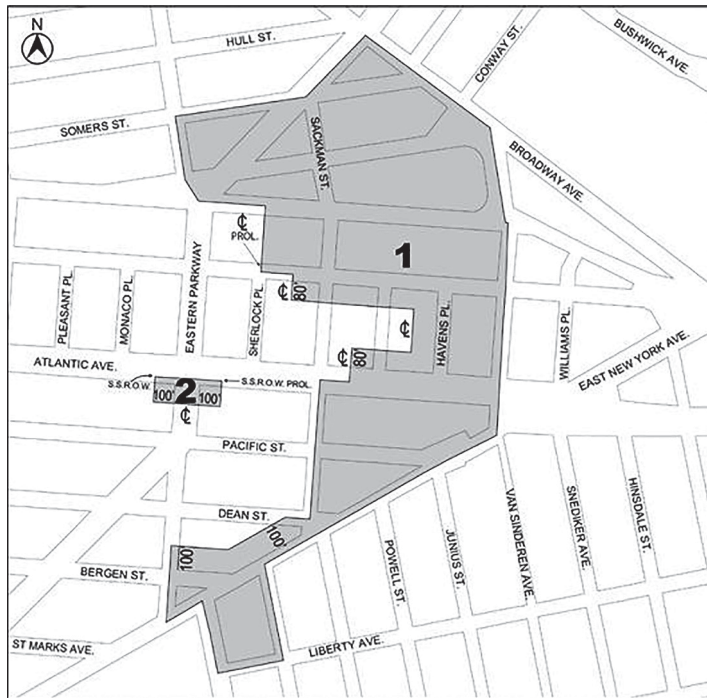 N
HULL ST.
CONWAY ST.
BUSHWICK AVE.
SOMERS ST.
SACKMAN ST.
BROADWAY AVE.
℄
PROL.
1
EASTERN PARKWAY
PLEASANT PL.
MONACO PL.
SHERLOCK PL.
℄
80'
℄
HAVENS PL.
WILLIAMS PL.
℄
80'
EAST NEW YORK AVE.
ATLANTIC AVE.
S.S.R.O.W.
2
S.S.R.O.W. PROL.
100'
100'
℄
PACIFIC ST.
DEAN ST.
100'
100'
BERGEN ST.
POWELL ST.
JUNIUS ST.
VAN SINDEREN AVE.
SNEDIKER AVE.
HINSDALE ST.
ST MARKS AVE.
LIBERTY AVE.